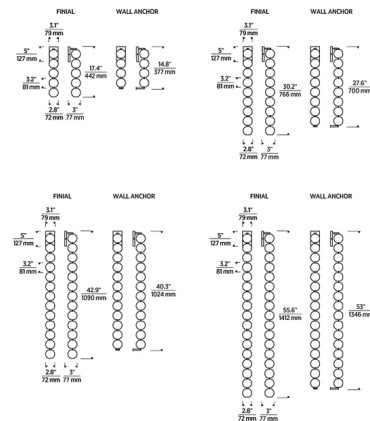 FINIAL WALL ANCHOR
3.1"
79 mm
5"
127 mm
3.2"
81 mm
17.4"
442 mm
14.8"
377 mm
2.8"
72 mm
3"
77 mm
FINIAL WALL ANCHOR
3.1"
79 mm
5"
127 mm
3.2"
81 mm
30.2"
766 mm
27.6"
700 mm
2.8"
72 mm
3"
77 mm
FINIAL WALL ANCHOR
3.1"
79 mm
5"
127 mm
3.2"
81 mm
42.9"
1090 mm
40.3"
1024 mm
2.8"
72 mm
3"
77 mm
FINIAL WALL ANCHOR
3.1"
79 mm
5"
127 mm
3.2"
81 mm
55.6"
1412 mm
53"
1346 mm
2.8"
72 mm
3"
77 mm